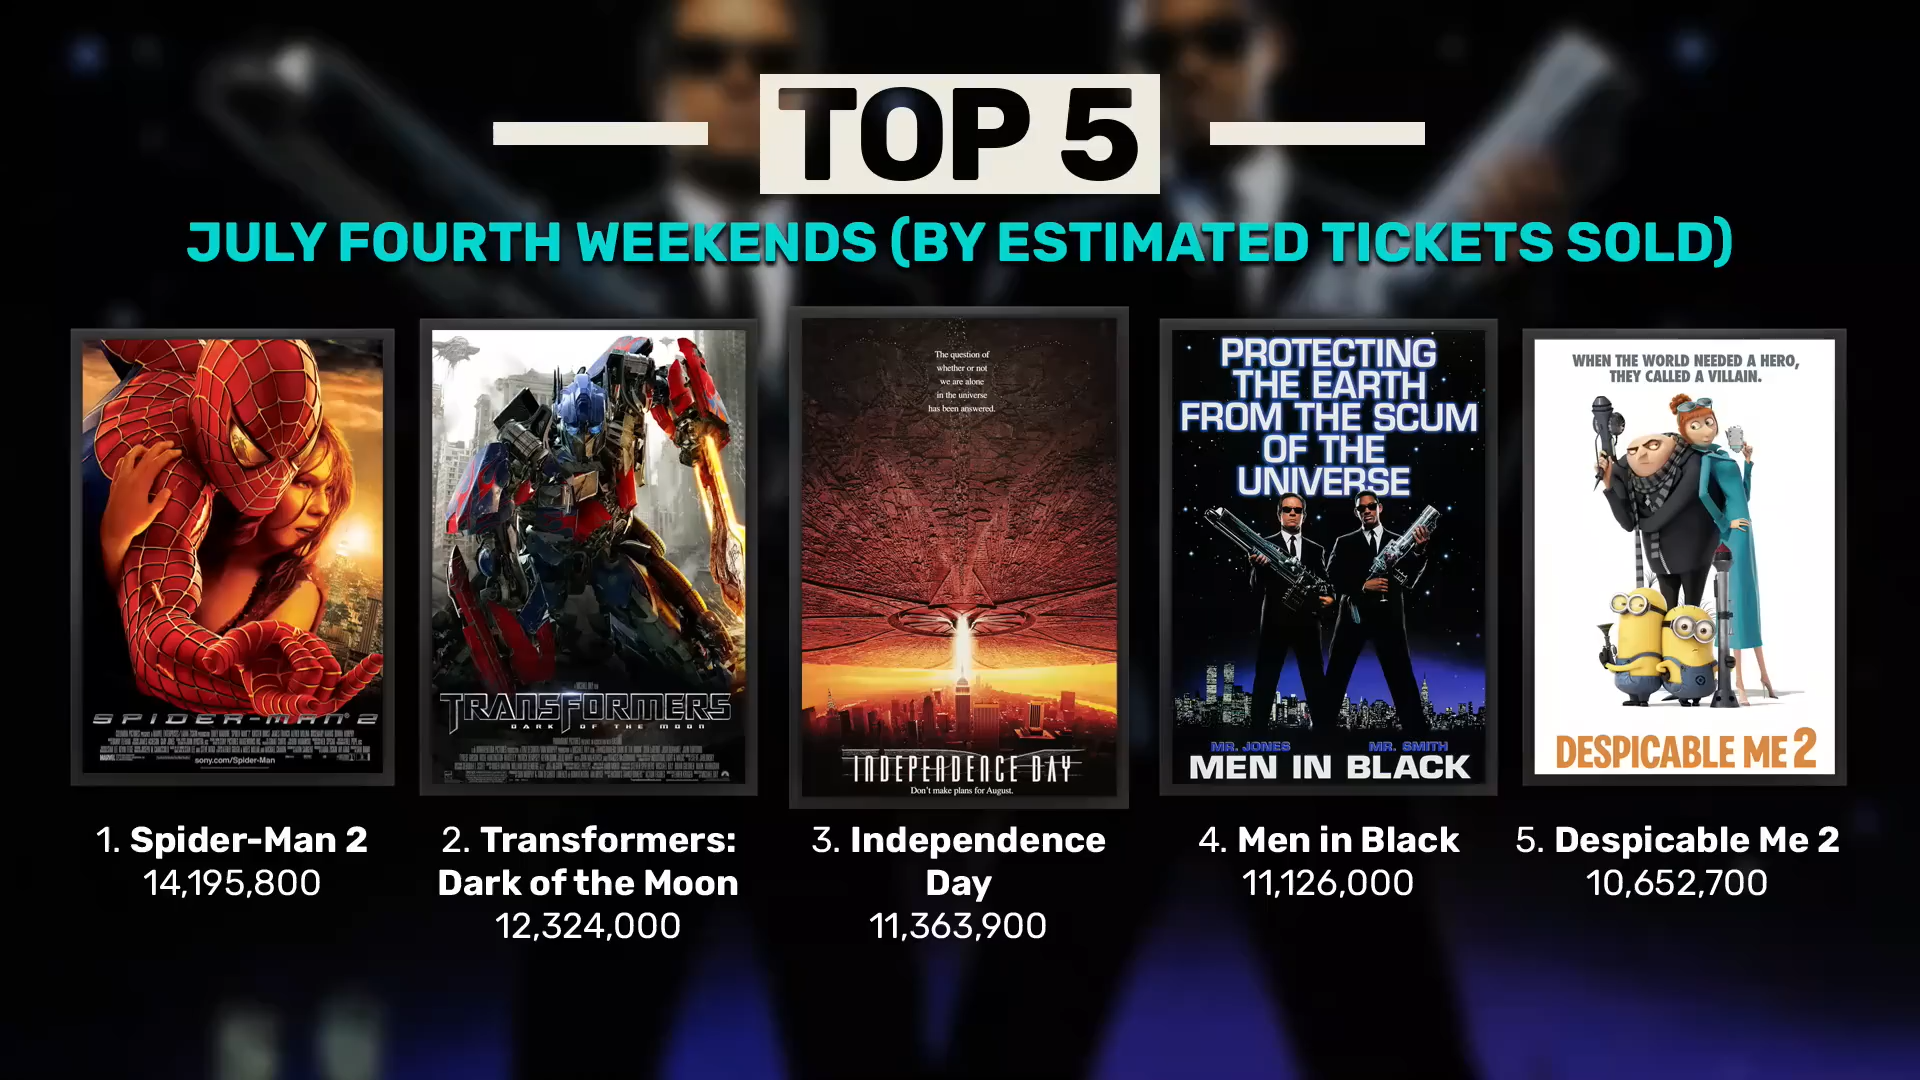 TOP 5
JULY FOURTH WEEKENDS (BY ESTIMATED TICKETS SOLD)
SPIDER-MAN 2
sony.com/Spider-Man
TRANSFORMERS
DARK OF THE MOON
The question of
whether or not
we are alone
in the universe
has been answered.
INDEPENDENCE DAY
Don't make plans for August.
PROTECTING
THE EARTH
FROM THE SCUM
OF THE
UNIVERSE
MR. JONES MR. SMITH
MEN IN BLACK
WHEN THE WORLD NEEDED A HERO,
THEY CALLED A VILLAIN.
DESPICABLE ME 2
1. Spider-Man 2
14,195,800
2. Transformers:
Dark of the Moon
12,324,000
3. Independence
Day
11,363,900
4. Men in Black
11,126,000
5. Despicable Me 2
10,652,700